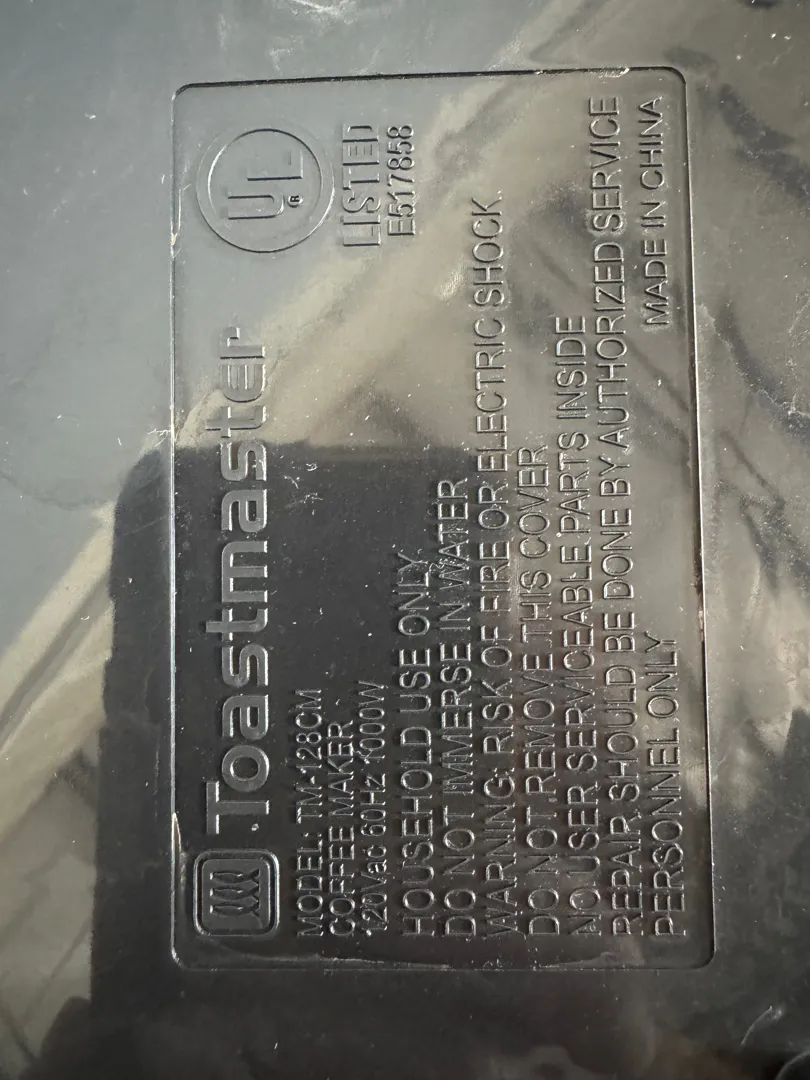 Toastmaster
UL
®
LISTED
E517858
MODEL: TM-128CM
COFFEE MAKER
120Vac 60Hz 1000W
HOUSEHOLD USE ONLY
DO NOT IMMERSE IN WATER
WARNING: RISK OF FIRE OR ELECTRIC SHOCK
DO NOT REMOVE THIS COVER
NO USER SERVICEABLE PARTS INSIDE
REPAIR SHOULD BE DONE BY AUTHORIZED SERVICE
PERSONNEL ONLY
MADE IN CHINA